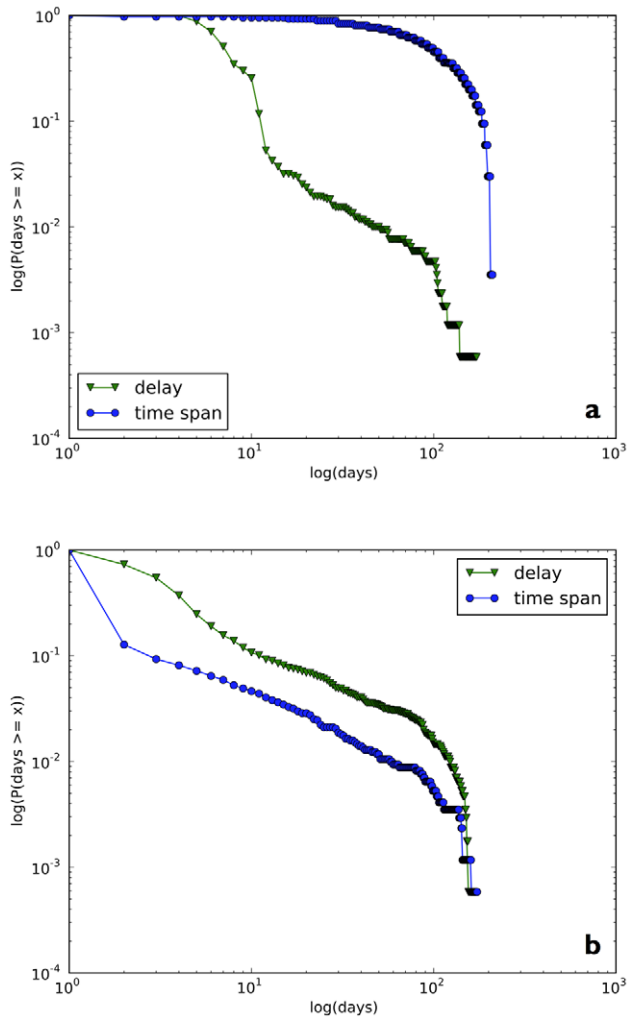 10^0
10^-1
10^-2
10^-3
10^-4
log(P(days >= x))
delay
time span
a
10^0 10^1 10^2 10^3
log(days)
10^0
10^-1
10^-2
10^-3
10^-4
log(P(days >= x))
delay
time span
b
10^0 10^1 10^2 10^3
log(days)